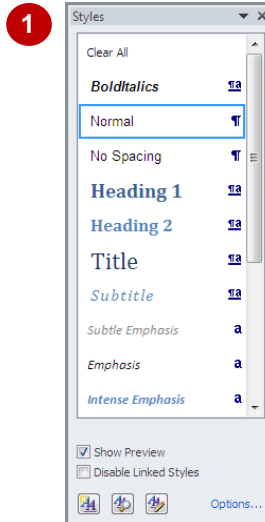 1
Styles
Clear All
BoldItalics ¶a
Normal ¶
No Spacing ¶
Heading 1 ¶a
Heading 2 ¶a
Title ¶a
Subtitle ¶a
Subtle Emphasis a
Emphasis a
Intense Emphasis a
Show Preview
Disable Linked Styles
Options...